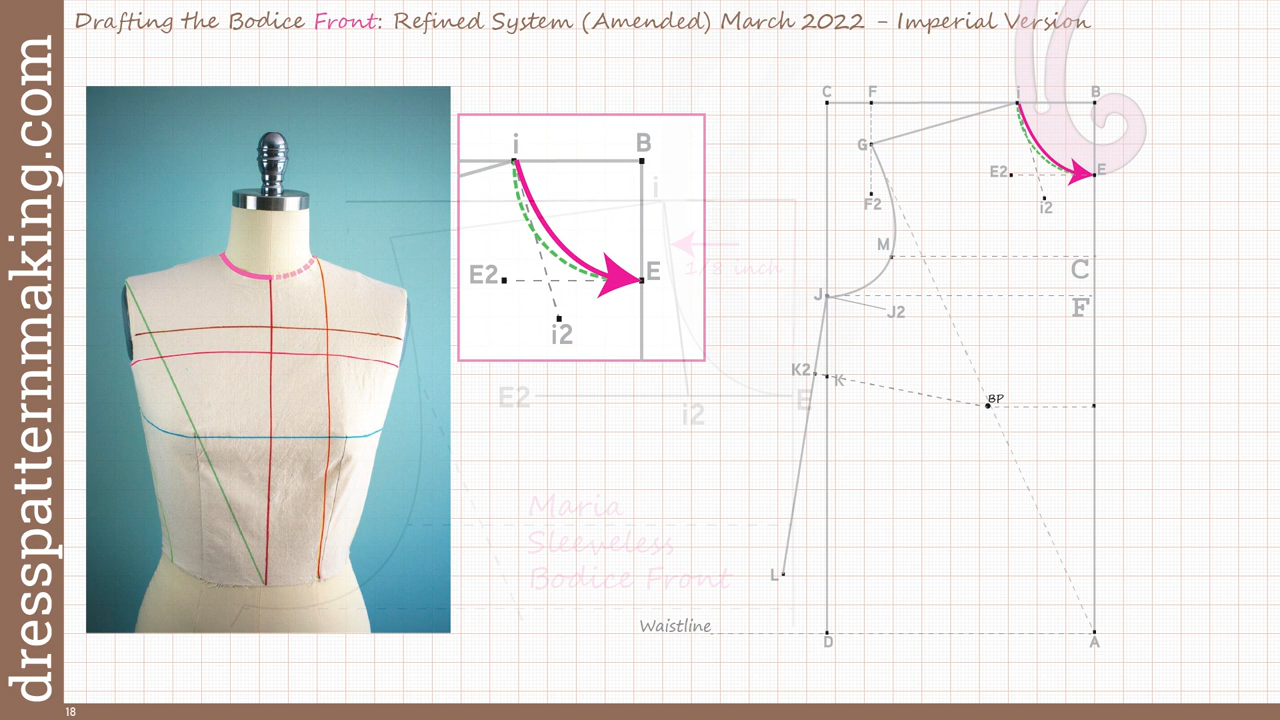 Drafting the Bodice Front: Refined System (Amended) March 2022 - Imperial Version
dresspatternmaking.com
i
B
E2
E
i2
i
1/8 inch
E2
i2
E
Maria
Sleeveless
Bodice Front
C
F
i
B
G
E2
E
F2
i2
M
C
J
F
J2
K2
K
BP
L
Waistline
D
A
18